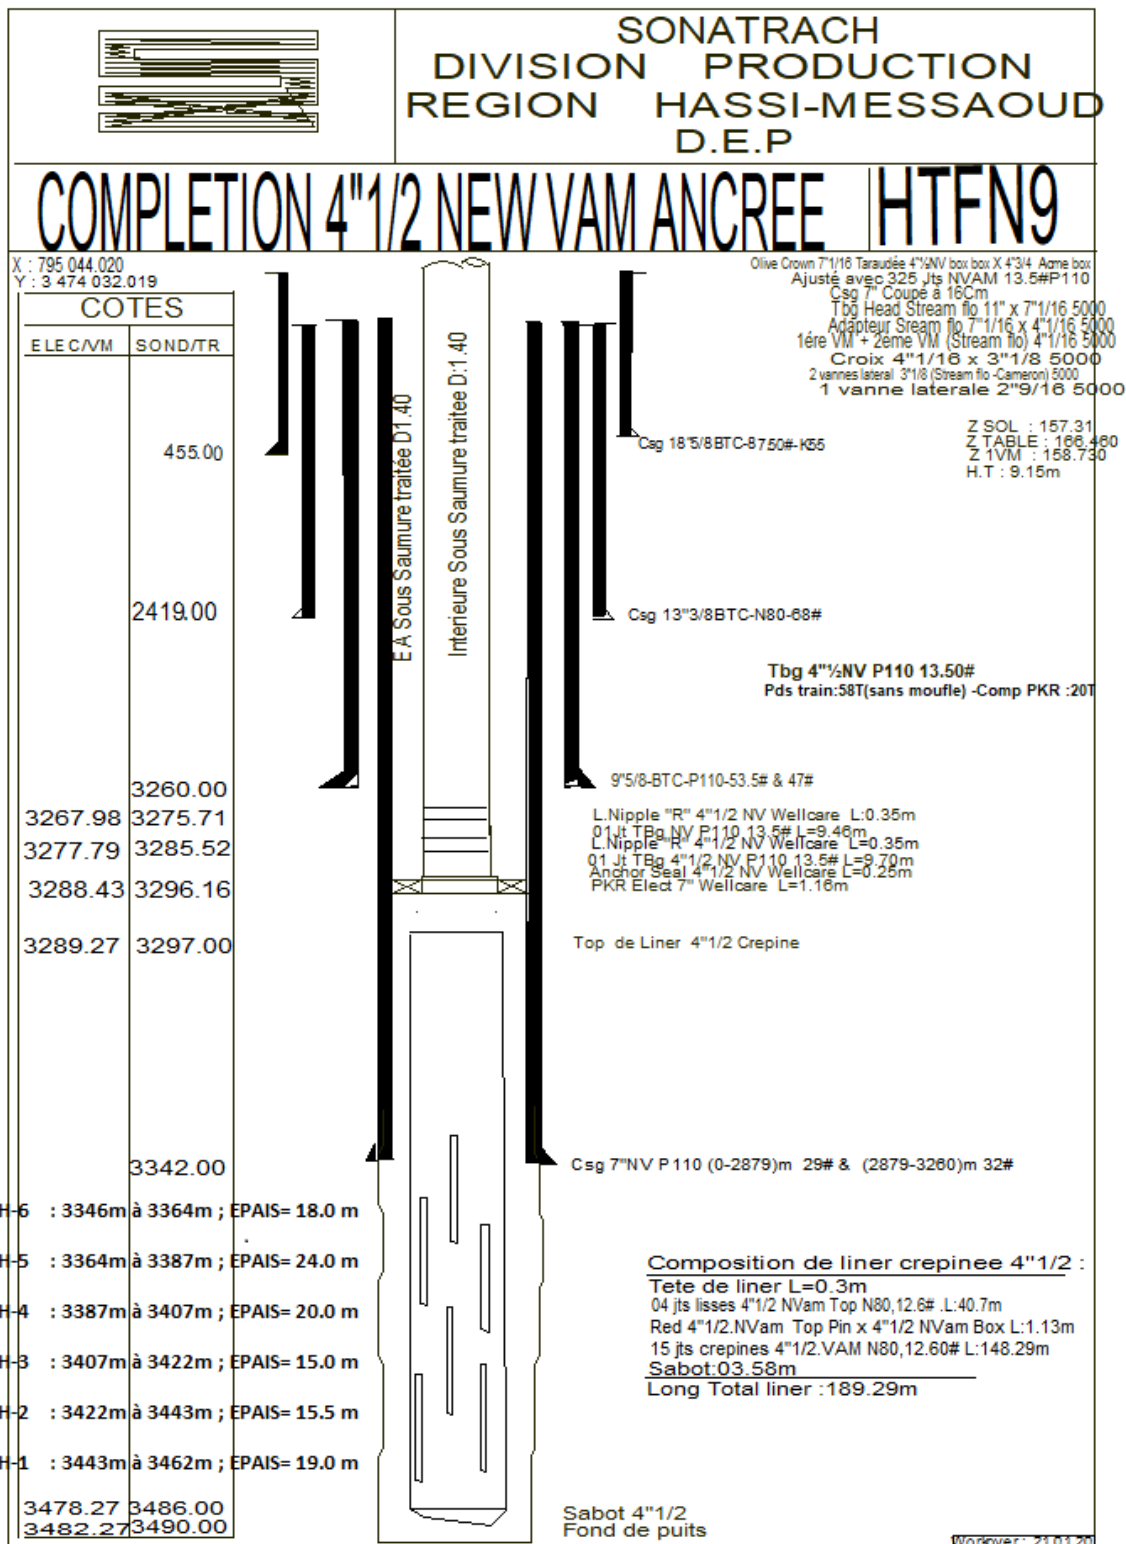 SONATRACH
DIVISION PRODUCTION
REGION HASSI-MESSAOUD
D.E.P
COMPLETION 4"1/2 NEW VAM ANCREE
HTFN9
X : 795 044.020
Y : 3 474 032.019
COTES
ELEC/VM SOND/TR
Olive Crown 7"1/16 Taraudée 4"½NV box box X 4"3/4 Acme box
Ajusté avec 325 Jts NVAM 13.5#P110
Csg 7" Coupé à 16Cm
Tbg Head Stream flo 11" x 7"1/16 5000
Adapteur Sream flo 7"1/16 x 4"1/16 5000
1ére VM + 2éme VM (Stream flo) 4"1/16 5000
Croix 4"1/16 x 3"1/8 5000
2 vannes lateral 3"1/8 (Stream flo -Cameron) 5000
1 vanne laterale 2"9/16 5000
Z SOL : 157.31
Z TABLE : 166.460
Z 1VM : 158.730
H.T : 9.15m
E A Sous Saumure traitée D1.40
Interieure Sous Saumure traitee D:1.40
455.00
Csg 18"5/8BTC-8750#-K55
2419.00
Csg 13"3/8BTC-N80-68#
Tbg 4"½NV P110 13.50#
Pds train:58T(sans moufle) -Comp PKR :20T
3260.00
9"5/8-BTC-P110-53.5# & 47#
3267.98 3275.71
L.Nipple "R" 4"1/2 NV Wellcare L:0.35m
01Jt TBg NV P110 13.5# L=9.46m
3277.79 3285.52
L.Nipple "R" 4"1/2 NV Wellcare L=0.35m
01 Jt TBg 4"1/2 NV P110 13.5# L=9.70m
Anchor Seal 4"1/2 NV Wellcare L=0.25m
3288.43 3296.16
PKR Elect 7" Wellcare L=1.16m
3289.27 3297.00
Top de Liner 4"1/2 Crepine
3342.00
Csg 7"NV P110 (0-2879)m 29# & (2879-3260)m 32#
H-6 : 3346m à 3364m ; EPAIS= 18.0 m
H-5 : 3364m à 3387m ; EPAIS= 24.0 m
H-4 : 3387m à 3407m ; EPAIS= 20.0 m
H-3 : 3407m à 3422m ; EPAIS= 15.0 m
H-2 : 3422m à 3443m ; EPAIS= 15.5 m
H-1 : 3443m à 3462m ; EPAIS= 19.0 m
Composition de liner crepinee 4"1/2 :
Tete de liner L=0.3m
04 jts lisses 4"1/2 NVam Top N80,12.6# .L:40.7m
Red 4"1/2.NVam Top Pin x 4"1/2 NVam Box L:1.13m
15 jts crepines 4"1/2.VAM N80,12.60# L:148.29m
Sabot:03.58m
Long Total liner :189.29m
3478.27 3486.00
Sabot 4"1/2
3482.27 3490.00
Fond de puits
Workover : 21.01.20